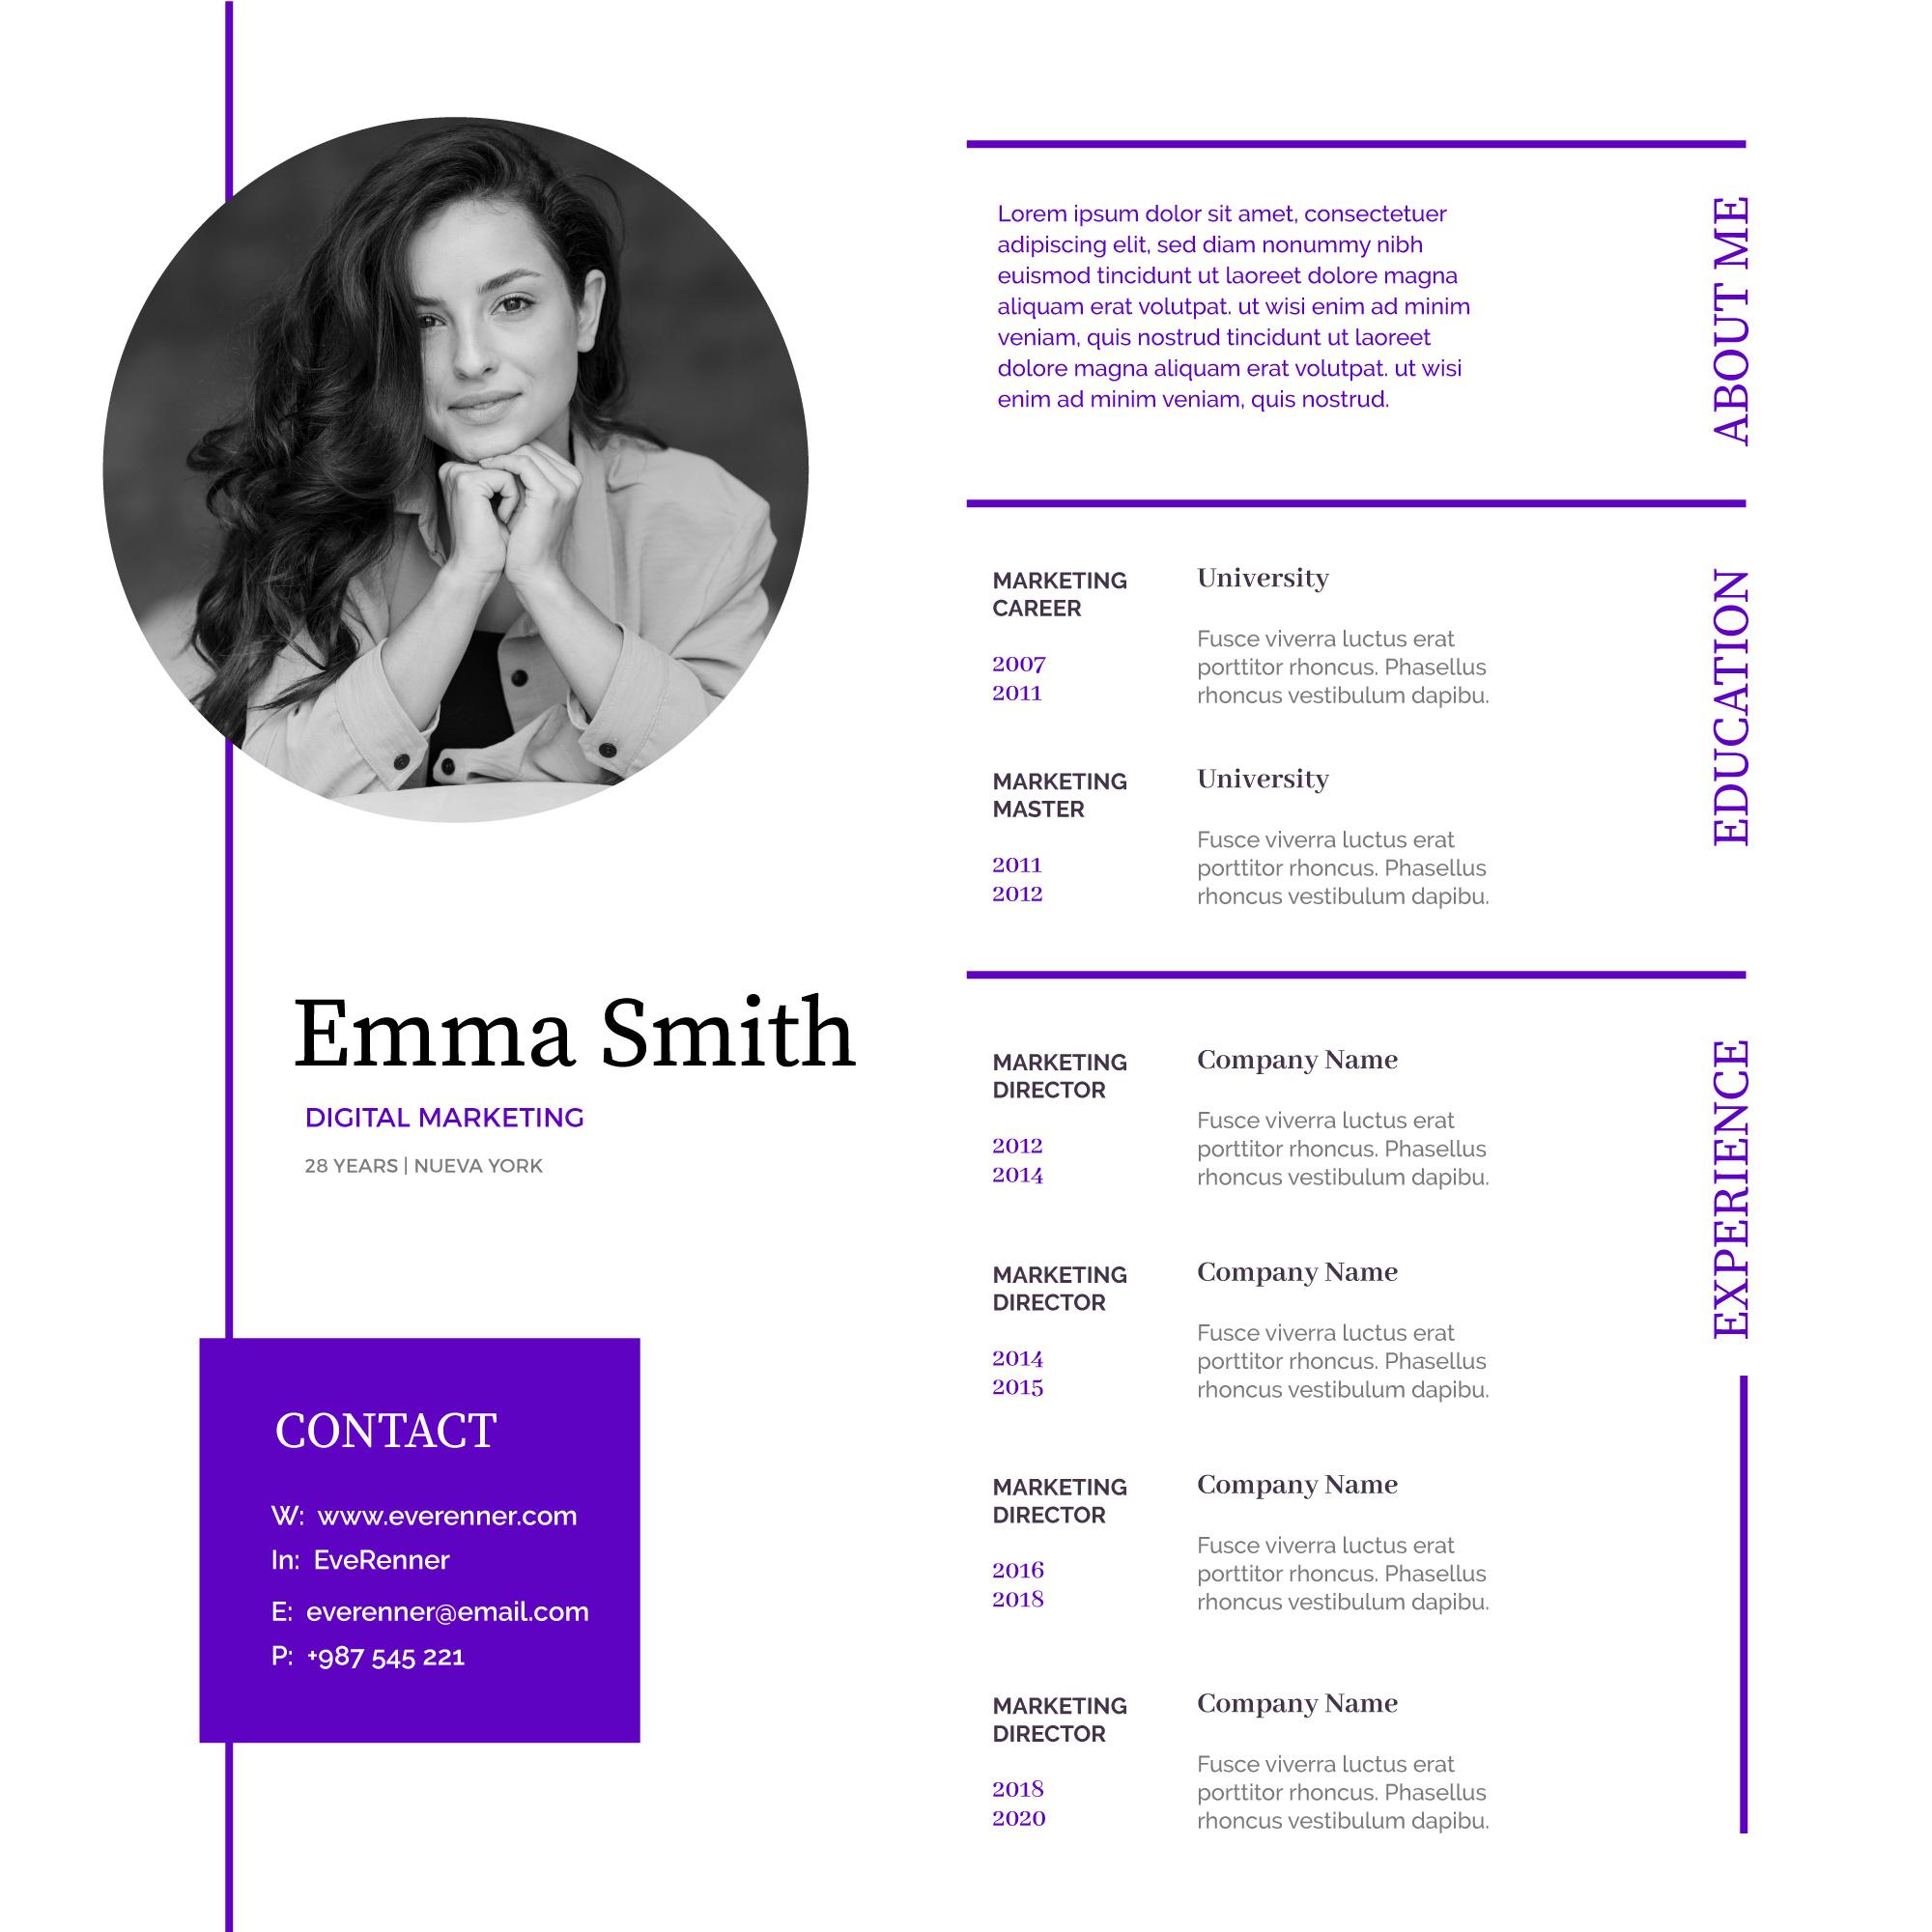 Emma Smith
DIGITAL MARKETING
28 YEARS | NUEVA YORK
CONTACT
W: www.everenner.com
In: EveRenner
E: everenner@email.com
P: +987 545 221
ABOUT ME
Lorem ipsum dolor sit amet, consectetuer
adipiscing elit, sed diam nonummy nibh
euismod tincidunt ut laoreet dolore magna
aliquam erat volutpat. ut wisi enim ad minim
veniam, quis nostrud tincidunt ut laoreet
dolore magna aliquam erat volutpat. ut wisi
enim ad minim veniam, quis nostrud.
EDUCATION
MARKETING
CAREER
2007
2011
University
Fusce viverra luctus erat
porttitor rhoncus. Phasellus
rhoncus vestibulum dapibu.
MARKETING
MASTER
2011
2012
University
Fusce viverra luctus erat
porttitor rhoncus. Phasellus
rhoncus vestibulum dapibu.
EXPERIENCE
MARKETING
DIRECTOR
2012
2014
Company Name
Fusce viverra luctus erat
porttitor rhoncus. Phasellus
rhoncus vestibulum dapibu.
MARKETING
DIRECTOR
2014
2015
Company Name
Fusce viverra luctus erat
porttitor rhoncus. Phasellus
rhoncus vestibulum dapibu.
MARKETING
DIRECTOR
2016
2018
Company Name
Fusce viverra luctus erat
porttitor rhoncus. Phasellus
rhoncus vestibulum dapibu.
MARKETING
DIRECTOR
2018
2020
Company Name
Fusce viverra luctus erat
porttitor rhoncus. Phasellus
rhoncus vestibulum dapibu.